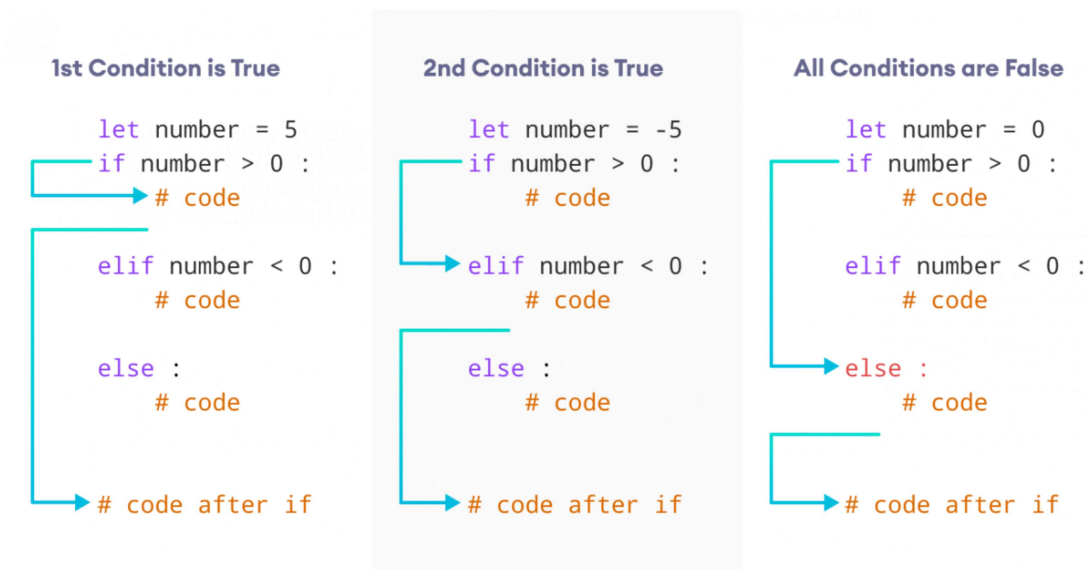 1st Condition is True
let number = 5
if number > 0 :
# code
elif number < 0 :
# code
else :
# code
# code after if
2nd Condition is True
let number = -5
if number > 0 :
# code
elif number < 0 :
# code
else :
# code
# code after if
All Conditions are False
let number = 0
if number > 0 :
# code
elif number < 0 :
# code
else :
# code
# code after if